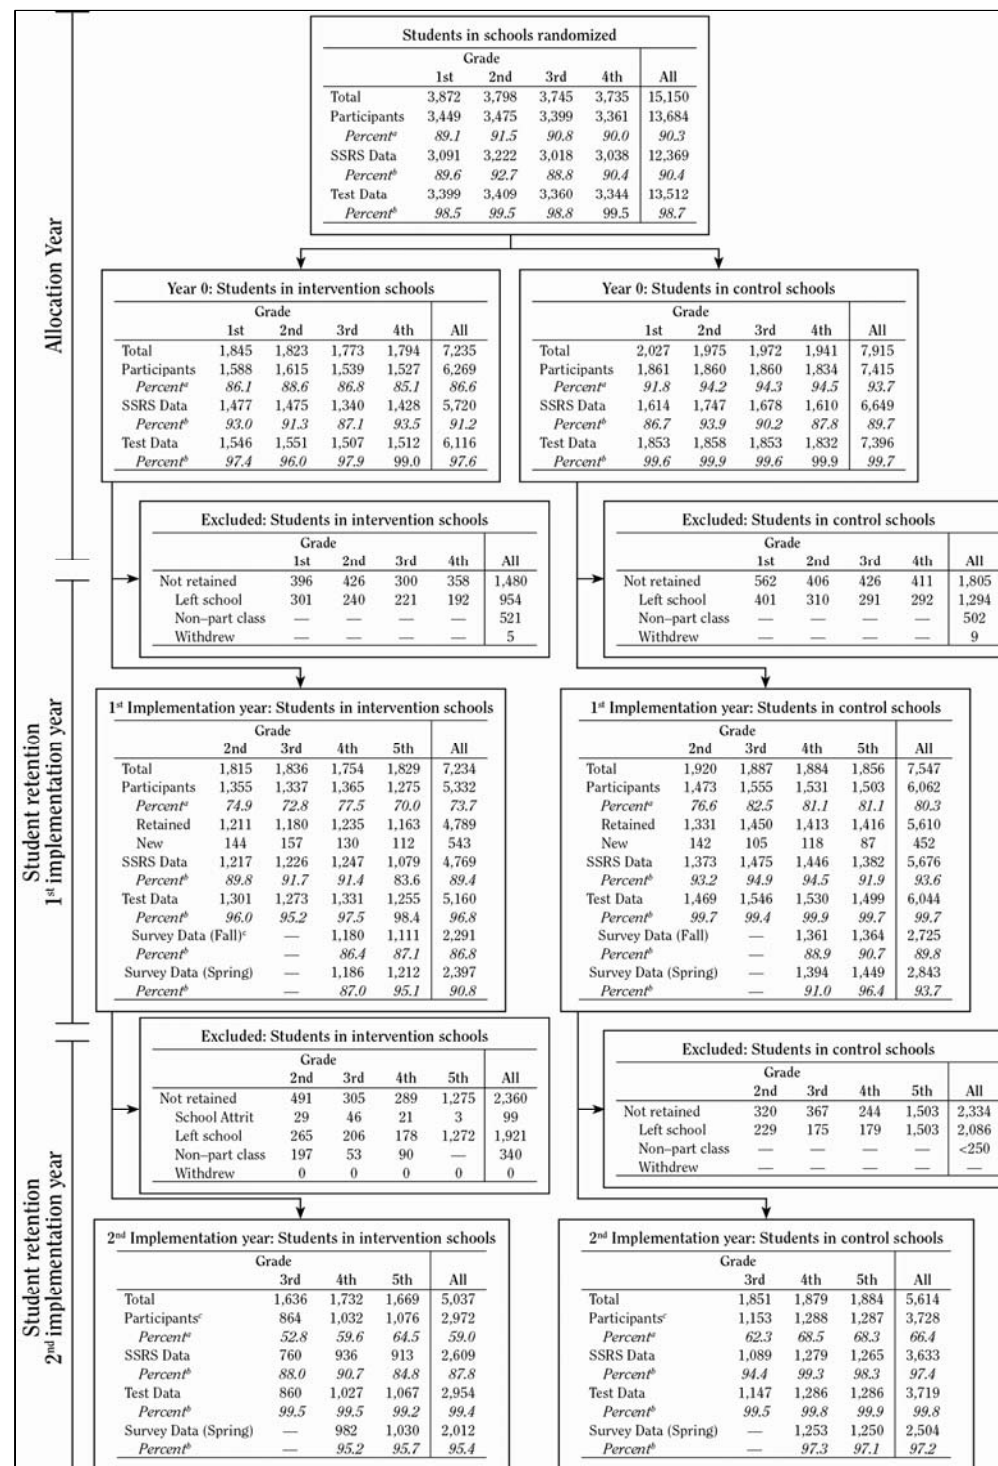 Students in schools randomized
Grade
1st 2nd 3rd 4th All
Total 3,872 3,798 3,745 3,735 15,150
Participants 3,449 3,475 3,399 3,361 13,684
Percentᵃ 89.1 91.5 90.8 90.0 90.3
SSRS Data 3,091 3,222 3,018 3,038 12,369
Percentᵇ 89.6 92.7 88.8 90.4 90.4
Test Data 3,399 3,409 3,360 3,344 13,512
Percentᵇ 98.5 99.5 98.8 99.5 98.7
Allocation Year
Year 0: Students in intervention schools
Grade
1st 2nd 3rd 4th All
Total 1,845 1,823 1,773 1,794 7,235
Participants 1,588 1,615 1,539 1,527 6,269
Percentᵃ 86.1 88.6 86.8 85.1 86.6
SSRS Data 1,477 1,475 1,340 1,428 5,720
Percentᵇ 93.0 91.3 87.1 93.5 91.2
Test Data 1,546 1,551 1,507 1,512 6,116
Percentᵇ 97.4 96.0 97.9 99.0 97.6
Year 0: Students in control schools
Grade
1st 2nd 3rd 4th All
Total 2,027 1,975 1,972 1,941 7,915
Participants 1,861 1,860 1,860 1,834 7,415
Percentᵃ 91.8 94.2 94.3 94.5 93.7
SSRS Data 1,614 1,747 1,678 1,610 6,649
Percentᵇ 86.7 93.9 90.2 87.8 89.7
Test Data 1,853 1,858 1,853 1,832 7,396
Percentᵇ 99.6 99.9 99.6 99.9 99.7
Excluded: Students in intervention schools
Grade
1st 2nd 3rd 4th All
Not retained 396 426 300 358 1,480
Left school 301 240 221 192 954
Non–part class — — — — 521
Withdrew — — — — 5
Excluded: Students in control schools
Grade
1st 2nd 3rd 4th All
Not retained 562 406 426 411 1,805
Left school 401 310 291 292 1,294
Non–part class — — — — 502
Withdrew — — — — 9
Student retention
1ˢᵗ implementation year
1ˢᵗ Implementation year: Students in intervention schools
Grade
2nd 3rd 4th 5th All
Total 1,815 1,836 1,754 1,829 7,234
Participants 1,355 1,337 1,365 1,275 5,332
Percentᵃ 74.9 72.8 77.5 70.0 73.7
Retained 1,211 1,180 1,235 1,163 4,789
New 144 157 130 112 543
SSRS Data 1,217 1,226 1,247 1,079 4,769
Percentᵇ 89.8 91.7 91.4 83.6 89.4
Test Data 1,301 1,273 1,331 1,255 5,160
Percentᵇ 96.0 95.2 97.5 98.4 96.8
Survey Data (Fall)ᶜ — 1,180 1,111 2,291
Percentᵇ — 86.4 87.1 86.8
Survey Data (Spring) — 1,186 1,212 2,397
Percentᵇ — 87.0 95.1 90.8
1ˢᵗ Implementation year: Students in control schools
Grade
2nd 3rd 4th 5th All
Total 1,920 1,887 1,884 1,856 7,547
Participants 1,473 1,555 1,531 1,503 6,062
Percentᵃ 76.6 82.5 81.1 81.1 80.3
Retained 1,331 1,450 1,413 1,416 5,610
New 142 105 118 87 452
SSRS Data 1,373 1,475 1,446 1,382 5,676
Percentᵇ 93.2 94.9 94.5 91.9 93.6
Test Data 1,469 1,546 1,530 1,499 6,044
Percentᵇ 99.7 99.4 99.9 99.7 99.7
Survey Data (Fall) — 1,361 1,364 2,725
Percentᵇ — 88.9 90.7 89.8
Survey Data (Spring) — 1,394 1,449 2,843
Percentᵇ — 91.0 96.4 93.7
Excluded: Students in intervention schools
Grade
2nd 3rd 4th 5th All
Not retained 491 305 289 1,275 2,360
School Attrit 29 46 21 3 99
Left school 265 206 178 1,272 1,921
Non–part class 197 53 90 — 340
Withdrew 0 0 0 0 0
Excluded: Students in control schools
Grade
2nd 3rd 4th 5th All
Not retained 320 367 244 1,503 2,334
Left school 229 175 179 1,503 2,086
Non–part class — — — — <250
Withdrew — — — — —
Student retention
2ⁿᵈ implementation year
2ⁿᵈ Implementation year: Students in intervention schools
Grade
3rd 4th 5th All
Total 1,636 1,732 1,669 5,037
Participantsᶜ 864 1,032 1,076 2,972
Percentᵃ 52.8 59.6 64.5 59.0
SSRS Data 760 936 913 2,609
Percentᵇ 88.0 90.7 84.8 87.8
Test Data 860 1,027 1,067 2,954
Percentᵇ 99.5 99.5 99.2 99.4
Survey Data (Spring) — 982 1,030 2,012
Percentᵇ — 95.2 95.7 95.4
2ⁿᵈ Implementation year: Students in control schools
Grade
3rd 4th 5th All
Total 1,851 1,879 1,884 5,614
Participantsᶜ 1,153 1,288 1,287 3,728
Percentᵃ 62.3 68.5 68.3 66.4
SSRS Data 1,089 1,279 1,265 3,633
Percentᵇ 94.4 99.3 98.3 97.4
Test Data 1,147 1,286 1,286 3,719
Percentᵇ 99.5 99.8 99.9 99.8
Survey Data (Spring) — 1,253 1,250 2,504
Percentᵇ — 97.3 97.1 97.2